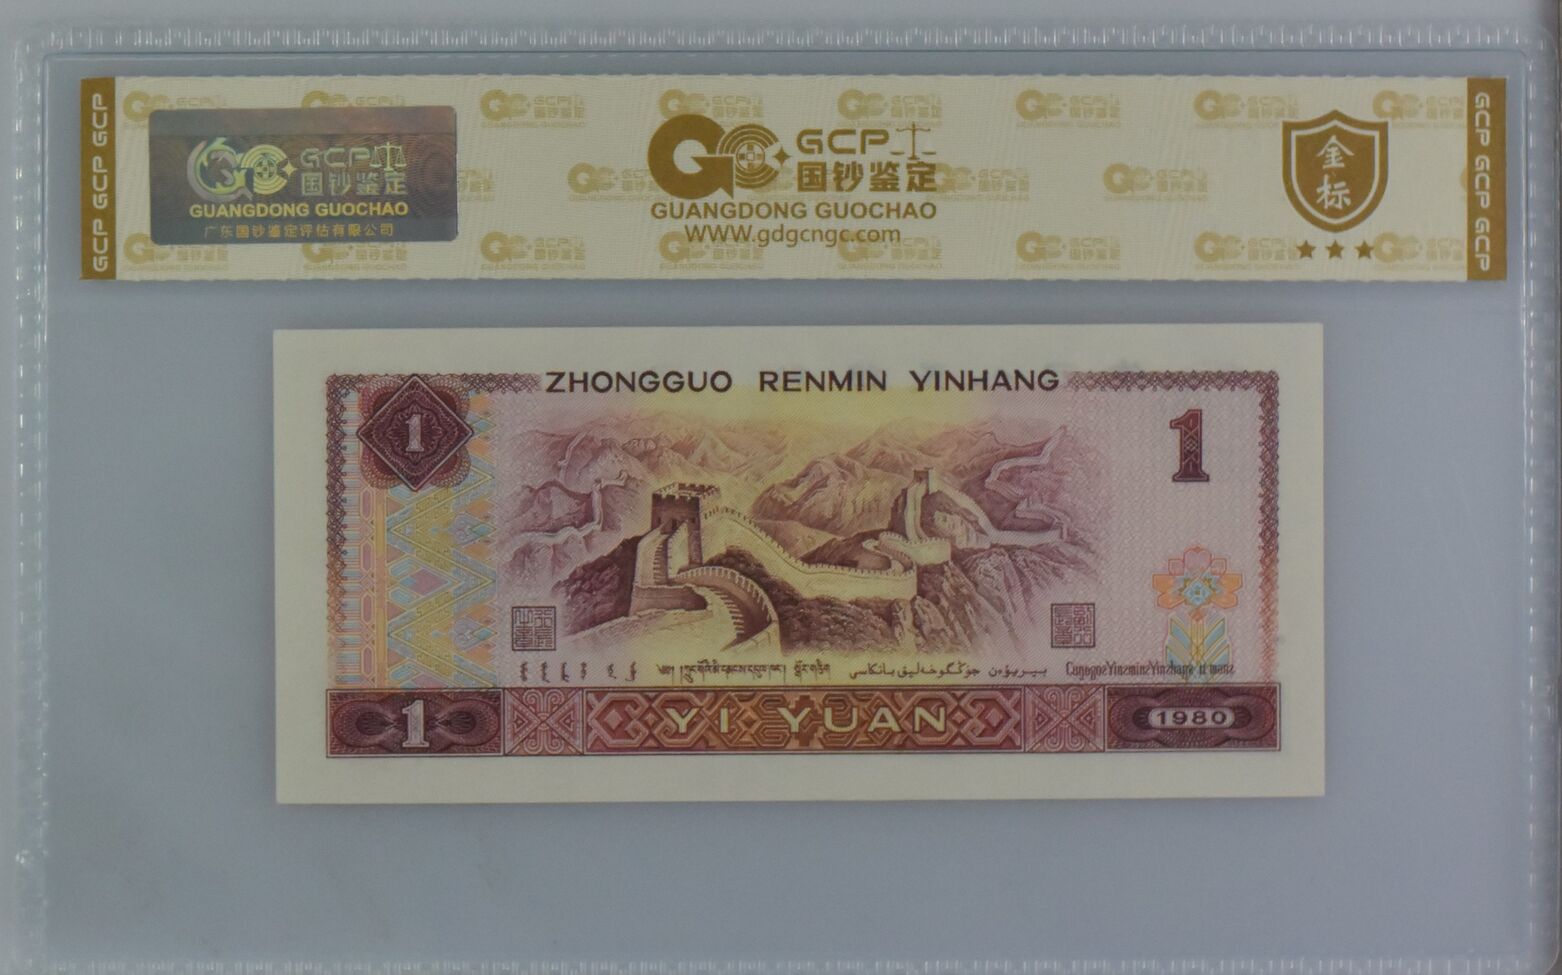 GCP GCP GCP
GCP
国钞鉴定
GUANGDONG GUOCHAO
广东国钞鉴定评估有限公司
GCP
国钞鉴定
GUANGDONG GUOCHAO
www.gdgcngc.com
金标
GCP GCP GCP
ZHONGGUO RENMIN YINHANG
1
1
YI YUAN
1
1980